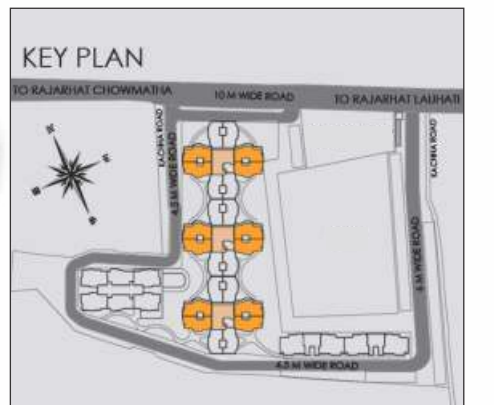 KEY PLAN
TO RAJARHAT CHOWMATHA
10 M WIDE ROAD
TO RAJARHAT LAUHATI
KACHHA ROAD
4.5 M WIDE ROAD
KACHHA ROAD
6 M WIDE ROAD
4.5 M WIDE ROAD